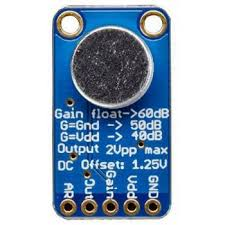 Gain float->60dB
G=Gnd -> 50dB
G=Vdd -> 40dB
Output 2Vpp max
DC Offset: 1.25V
AR
Out
Gain
Vdd
GND